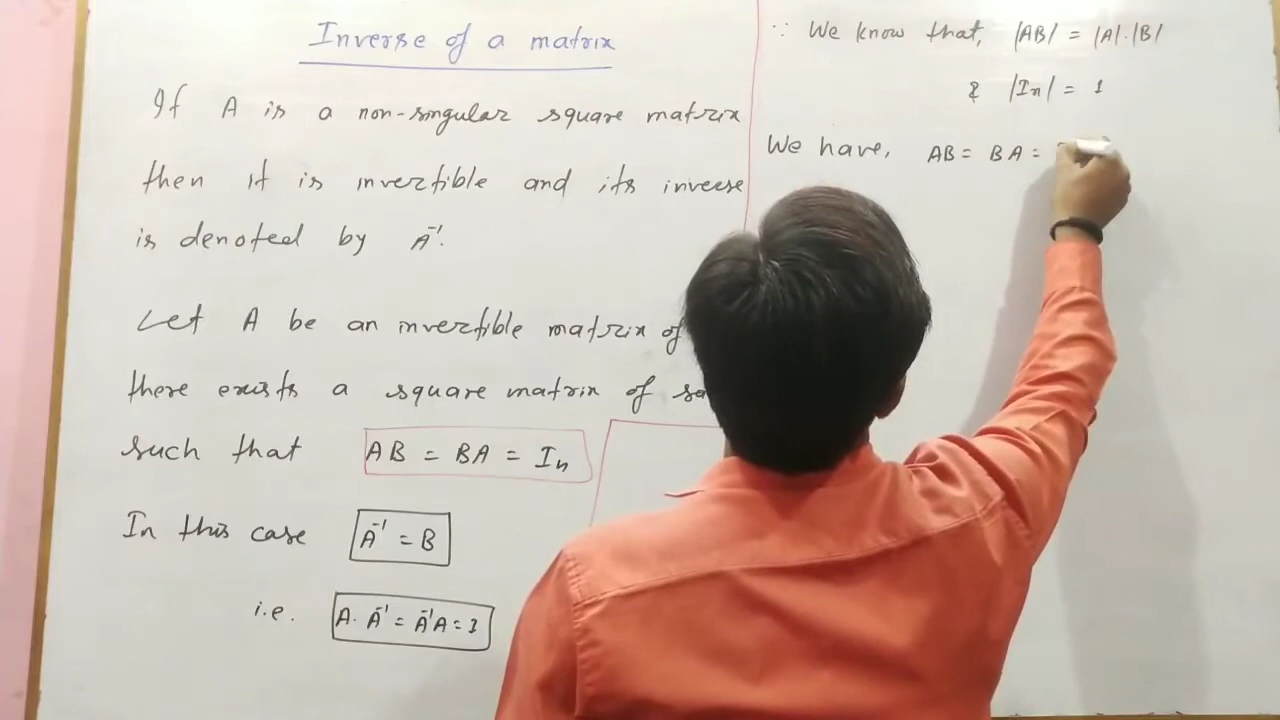 Inverse of a matrix
If A is a non-singular square matrix
then it is invertible and its inverse
is denoted by A⁻¹.
Let A be an invertible matrix of
there exists a square matrix of
such that AB = BA = Iₙ
In this case A⁻¹ = B
i.e. A. A⁻¹ = A⁻¹A = I
∵ We know that, |AB| = |A|.|B|
& |Iₙ| = 1
We have, AB = BA =